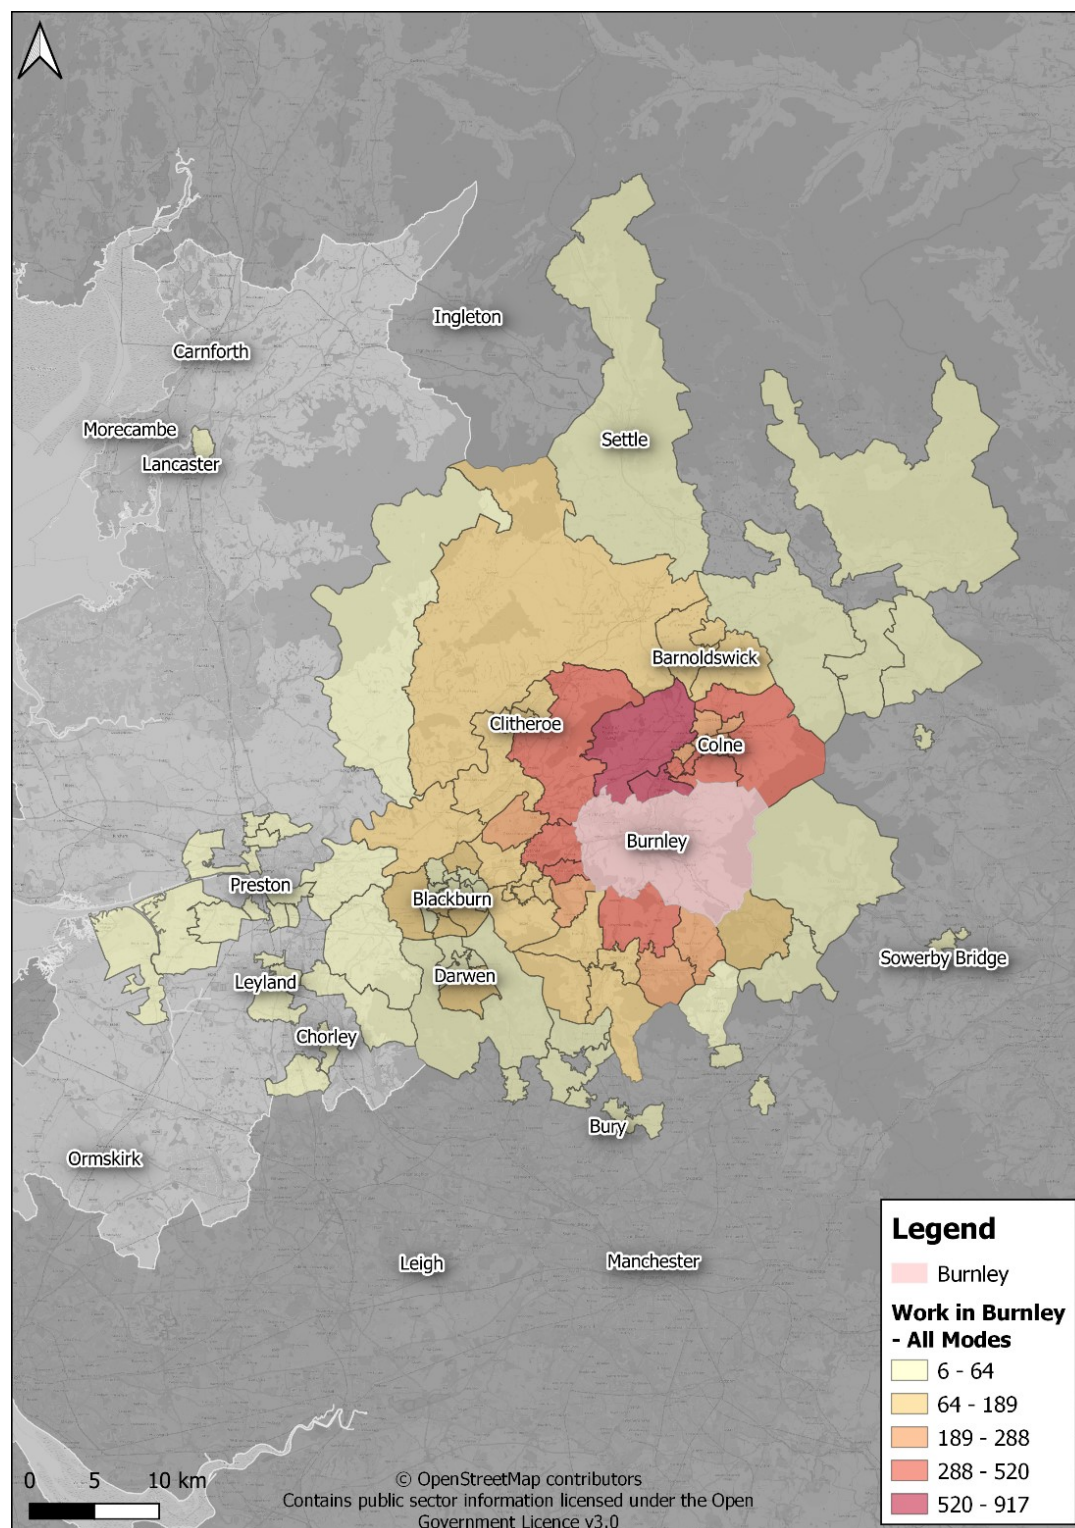 Ingleton
Carnforth
Morecambe
Lancaster
Settle
Barnoldswick
Clitheroe
Colne
Burnley
Preston
Blackburn
Leyland
Darwen
Sowerby Bridge
Chorley
Bury
Ormskirk
Leigh
Manchester
Legend
Burnley
Work in Burnley
- All Modes
6 - 64
64 - 189
189 - 288
288 - 520
520 - 917
0 5 10 km
© OpenStreetMap contributors
Contains public sector information licensed under the Open
Government Licence v3.0